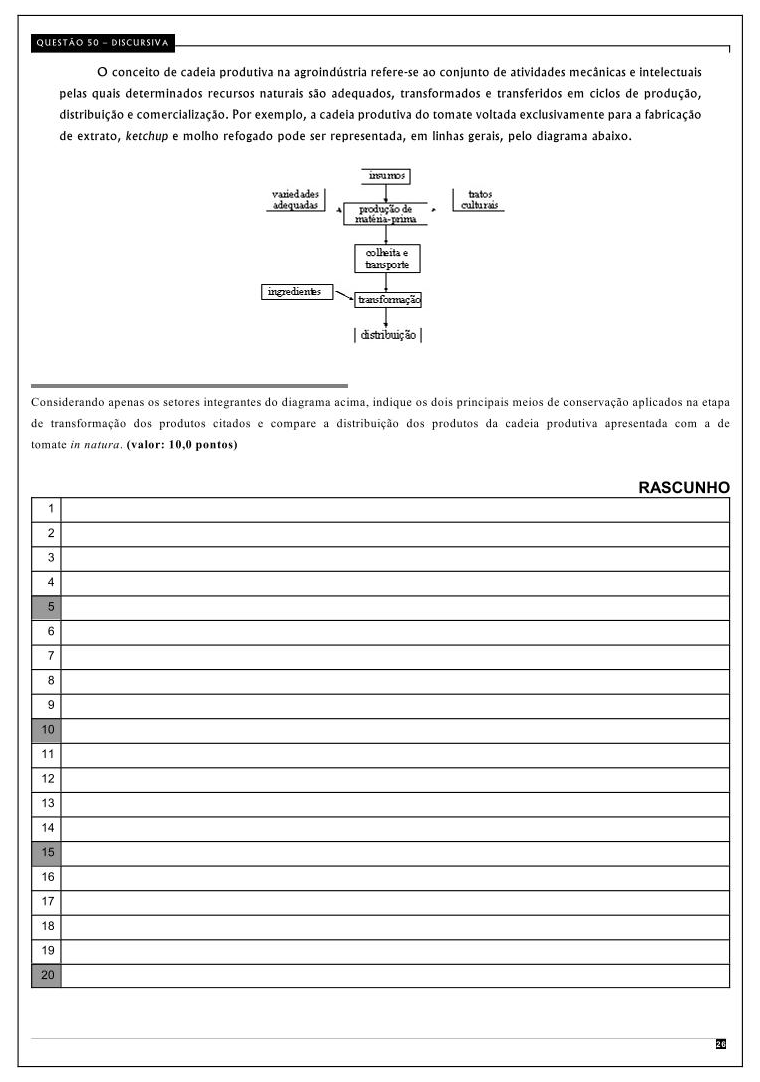 QUESTÃO 50 – DISCURSIVA
O conceito de cadeia produtiva na agroindústria refere-se ao conjunto de atividades mecânicas e intelectuais
pelas quais determinados recursos naturais são adequados, transformados e transferidos em ciclos de produção,
distribuição e comercialização. Por exemplo, a cadeia produtiva do tomate voltada exclusivamente para a fabricação
de extrato, ketchup e molho refogado pode ser representada, em linhas gerais, pelo diagrama abaixo.
insumos
variedades
adequadas
produção de
matéria-prima
tratos
culturais
colheita e
transporte
ingredientes
transformação
distribuição
Considerando apenas os setores integrantes do diagrama acima, indique os dois principais meios de conservação aplicados na etapa
de transformação dos produtos citados e compare a distribuição dos produtos da cadeia produtiva apresentada com a de
tomate in natura. (valor: 10,0 pontos)
RASCUNHO
1
2
3
4
5
6
7
8
9
10
11
12
13
14
15
16
17
18
19
20
26